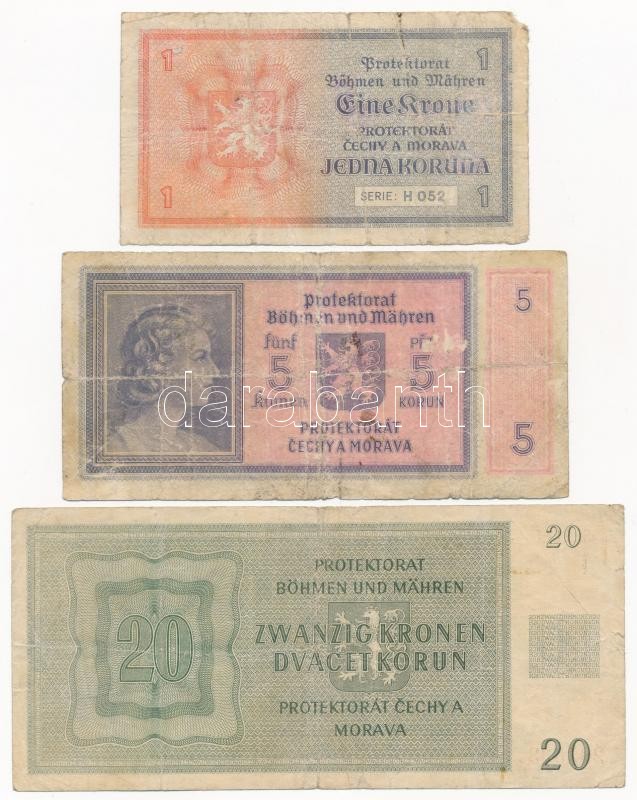 1
1
Protektorat
Böhmen und Mähren
Eine Krone
PROTEKTORÁT
ČECHY A MORAVA
JEDNA KORUNA
1
SERIE: H 052
1
Protektorat
Böhmen und Mähren
Fünf
5
5
5
Kronen
KORUN
PROTEKTORÁT
ČECHY A MORAVA
5
darabanth
20
PROTEKTORAT
BÖHMEN UND MÄHREN
20
ZWANZIG KRONEN
DVACET KORUN
PROTEKTORÁT ČECHY A
MORAVA
20